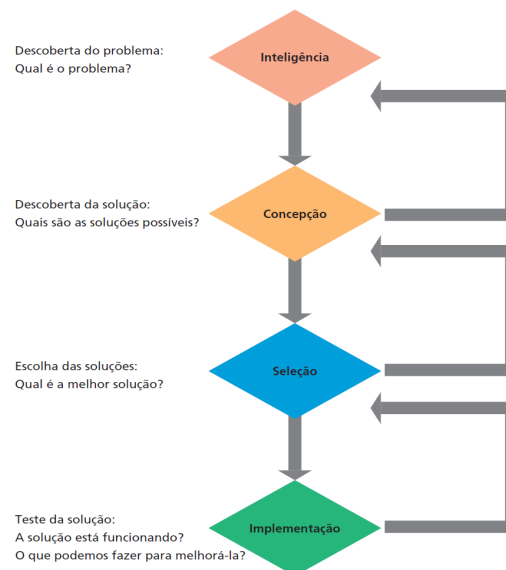 Descoberta do problema:
Qual é o problema?
Inteligência
Descoberta da solução:
Quais são as soluções possíveis?
Concepção
Escolha das soluções:
Qual é a melhor solução?
Seleção
Teste da solução:
A solução está funcionando?
O que podemos fazer para melhorá-la?
Implementação